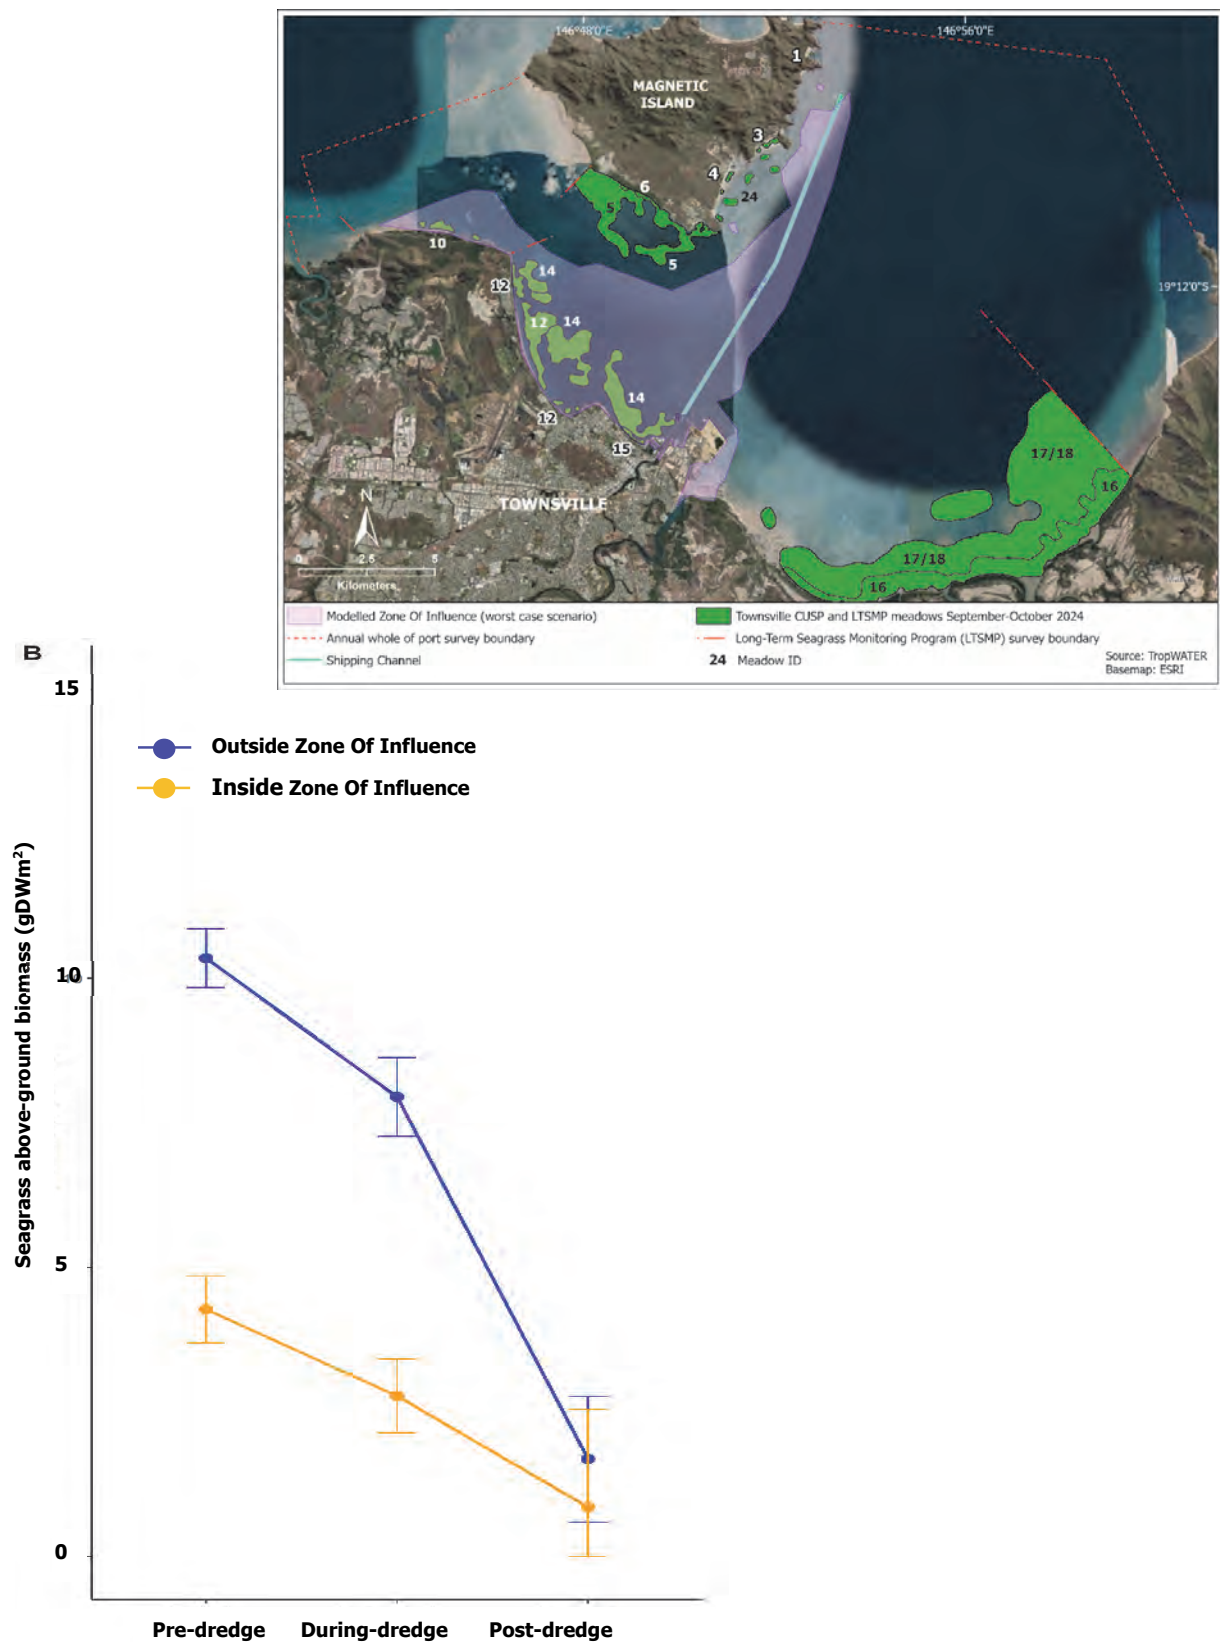 146°48'0"E
146°56'0"E
1
MAGNETIC
ISLAND
3
4
6
24
5
10
5
19°12'0"S
14
12
12
14
14
12
15
17/18
16
TOWNSVILLE
N
17/18
16
0 2.5 5
Kilometers
Modelled Zone Of Influence (worst case scenario)
Townsville CUSP and LTSMP meadows September-October 2024
Annual whole of port survey boundary
Long-Term Seagrass Monitoring Program (LTSMP) survey boundary
Shipping Channel
24 Meadow ID
Source: TropWATER
Basemap: ESRI
B
15
Outside Zone Of Influence
Inside Zone Of Influence
Seagrass above-ground biomass (gDWm²)
10
5
0
Pre-dredge During-dredge Post-dredge